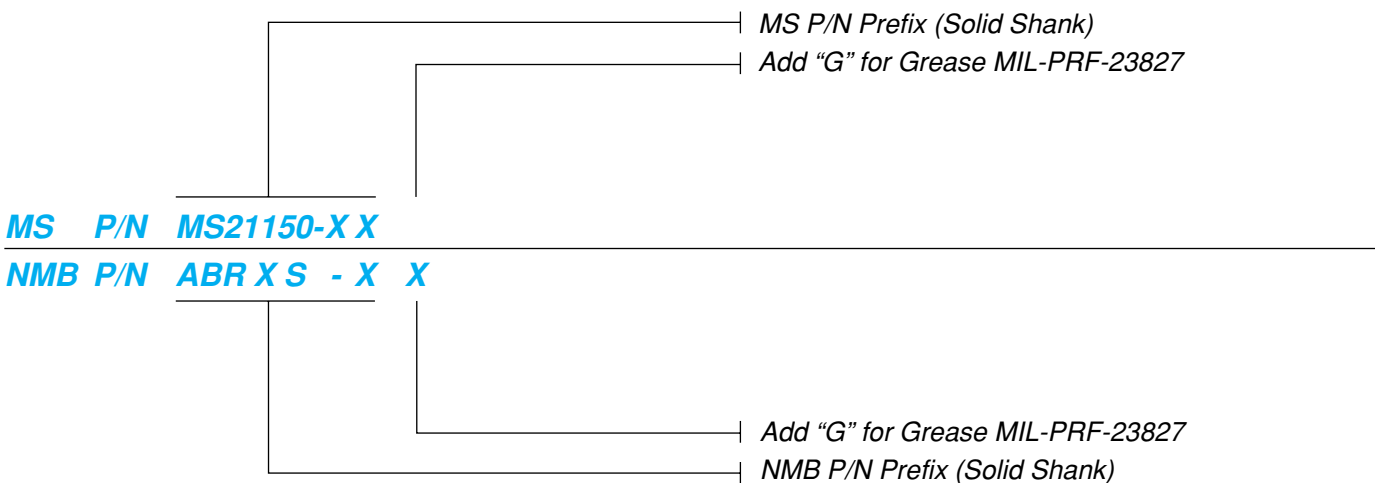 MS P/N Prefix (Solid Shank)
Add “G” for Grease MIL-PRF-23827
MS P/N MS21150-X X
NMB P/N ABR X S - X X
Add “G” for Grease MIL-PRF-23827
NMB P/N Prefix (Solid Shank)